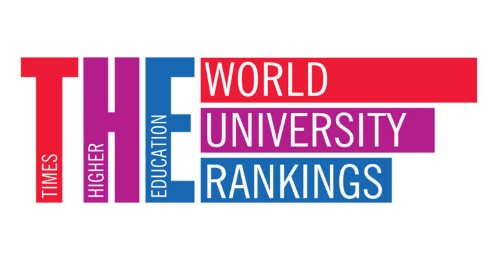 THE
TIMES
HIGHER
EDUCATION
WORLD
UNIVERSITY
RANKINGS